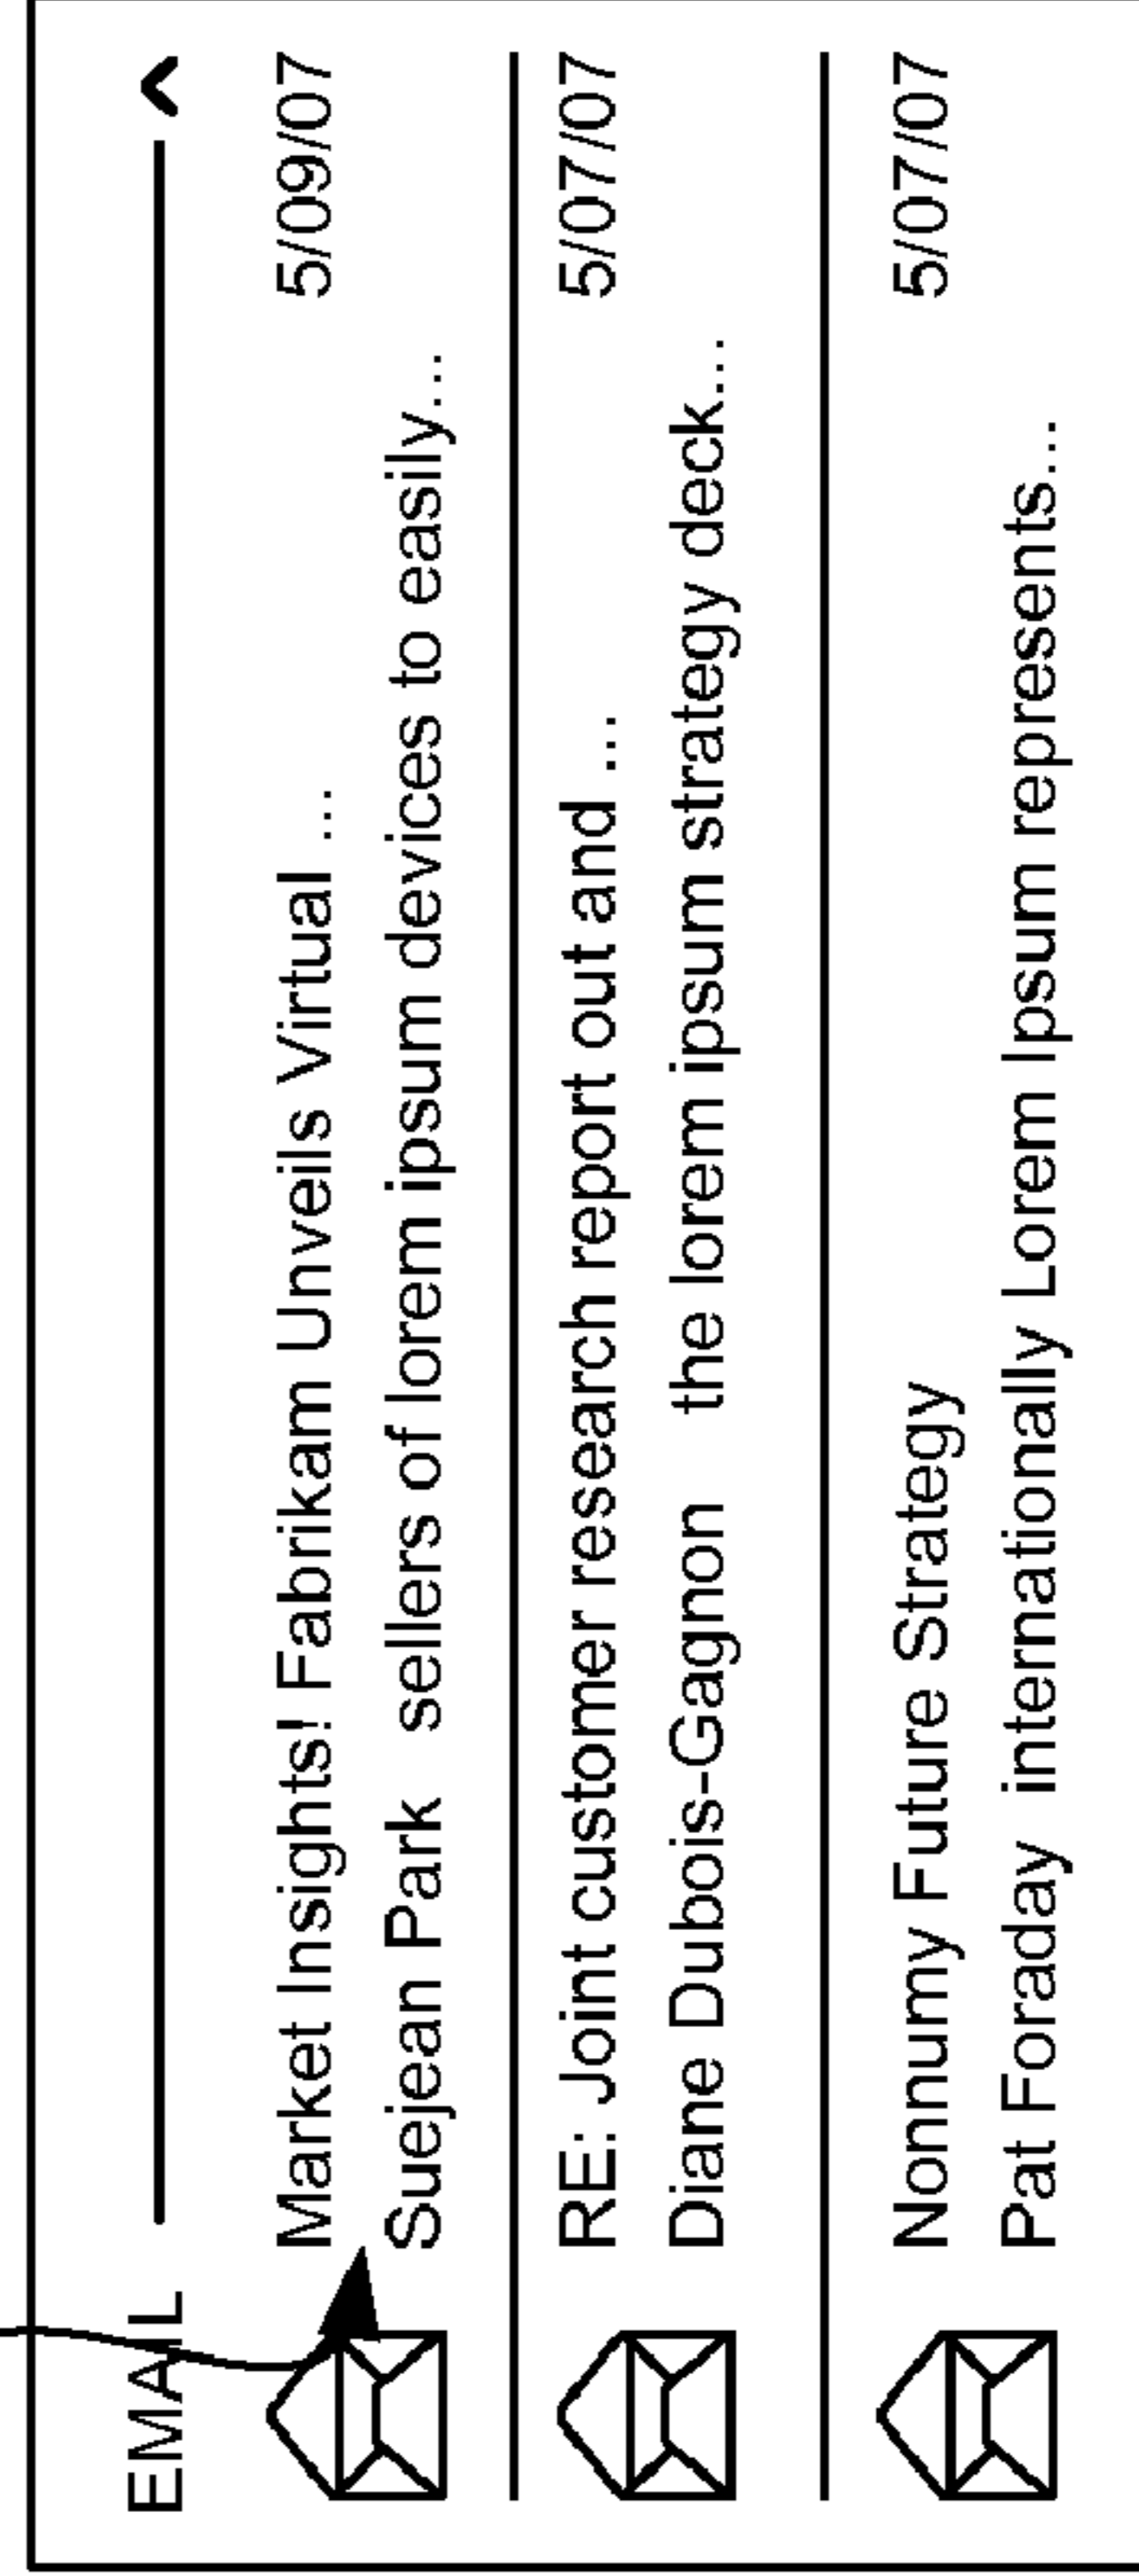 EMAIL
Market Insights! Fabrikam Unveils Virtual ... 5/09/07
Suejean Park sellers of lorem ipsum devices to easily...
RE: Joint customer research report out and ... 5/07/07
Diane Dubois-Gagnon the lorem ipsum strategy deck...
Nonnumy Future Strategy 5/07/07
Pat Foraday internationally Lorem Ipsum represents...